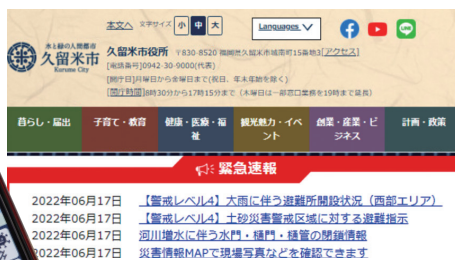 本文へ 文字サイズ 小 中 大 Languages
水と緑の人間都市
久留米市
Kurume City
久留米市役所 〒830-8520 福岡県久留米市城南町15番地3[アクセス]
[電話番号]0942-30-9000(代表)
[開庁日]月曜日から金曜日まで(祝日、年末年始を除く)
[開庁時間]8時30分から17時15分まで（木曜日は一部窓口業務を19時まで延長)
LINE
暮らし・届出 子育て・教育 健康・医療・福祉 観光魅力・イベント 創業・産業・ビジネス 計画・政策
緊急速報
2022年06月17日 【警戒レベル4】大雨に伴う避難所開設状況（西部エリア）
2022年06月17日 【警戒レベル4】土砂災害警戒区域に対する避難指示
2022年06月17日 河川増水に伴う水門・樋門・樋管の閉鎖情報
2022年06月17日 災害情報MAPで現場写真などを確認できます